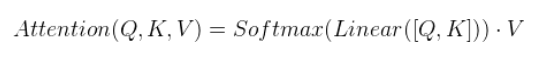 Attention(Q, K, V) = Softmax(Linear([Q, K])) · V